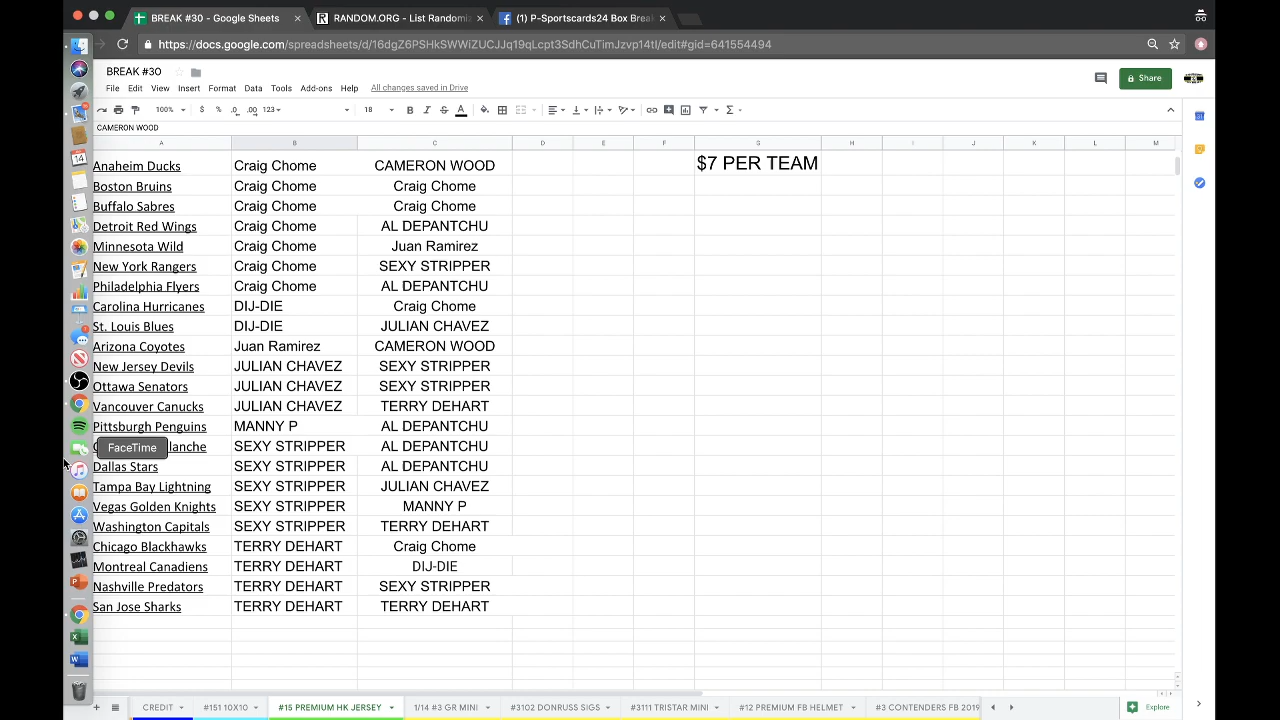 BREAK #30 - Google Sheets
RANDOM.ORG - List Randomiz
(1) P-Sportscards24 Box Break
https://docs.google.com/spreadsheets/d/16dgZ6PSHkSWWiZUCJJq19qLcpt3SdhCuTimJzvp14tI/edit#gid=641554494
BREAK #30
File Edit View Insert Format Data Tools Add-ons Help All changes saved in Drive
Share
100% $ % .0 .00 123 18 B I S A
CAMERON WOOD
A B C D E F G H I J K L M
Anaheim Ducks Craig Chome CAMERON WOOD $7 PER TEAM
Boston Bruins Craig Chome Craig Chome
Buffalo Sabres Craig Chome Craig Chome
Detroit Red Wings Craig Chome AL DEPANTCHU
Minnesota Wild Craig Chome Juan Ramirez
New York Rangers Craig Chome SEXY STRIPPER
Philadelphia Flyers Craig Chome AL DEPANTCHU
Carolina Hurricanes DIJ-DIE Craig Chome
St. Louis Blues DIJ-DIE JULIAN CHAVEZ
Arizona Coyotes Juan Ramirez CAMERON WOOD
New Jersey Devils JULIAN CHAVEZ SEXY STRIPPER
Ottawa Senators JULIAN CHAVEZ SEXY STRIPPER
Vancouver Canucks JULIAN CHAVEZ TERRY DEHART
Pittsburgh Penguins MANNY P AL DEPANTCHU
FaceTime lanche SEXY STRIPPER AL DEPANTCHU
Dallas Stars SEXY STRIPPER AL DEPANTCHU
Tampa Bay Lightning SEXY STRIPPER JULIAN CHAVEZ
Vegas Golden Knights SEXY STRIPPER MANNY P
Washington Capitals SEXY STRIPPER TERRY DEHART
Chicago Blackhawks TERRY DEHART Craig Chome
Montreal Canadiens TERRY DEHART DIJ-DIE
Nashville Predators TERRY DEHART SEXY STRIPPER
San Jose Sharks TERRY DEHART TERRY DEHART
CREDIT #151 10X10 #15 PREMIUM HK JERSEY 1/14 #3 GR MINI #3102 DONRUSS SIGS #3111 TRISTAR MINI #12 PREMIUM FB HELMET #3 CONTENDERS FB 2019 Explore